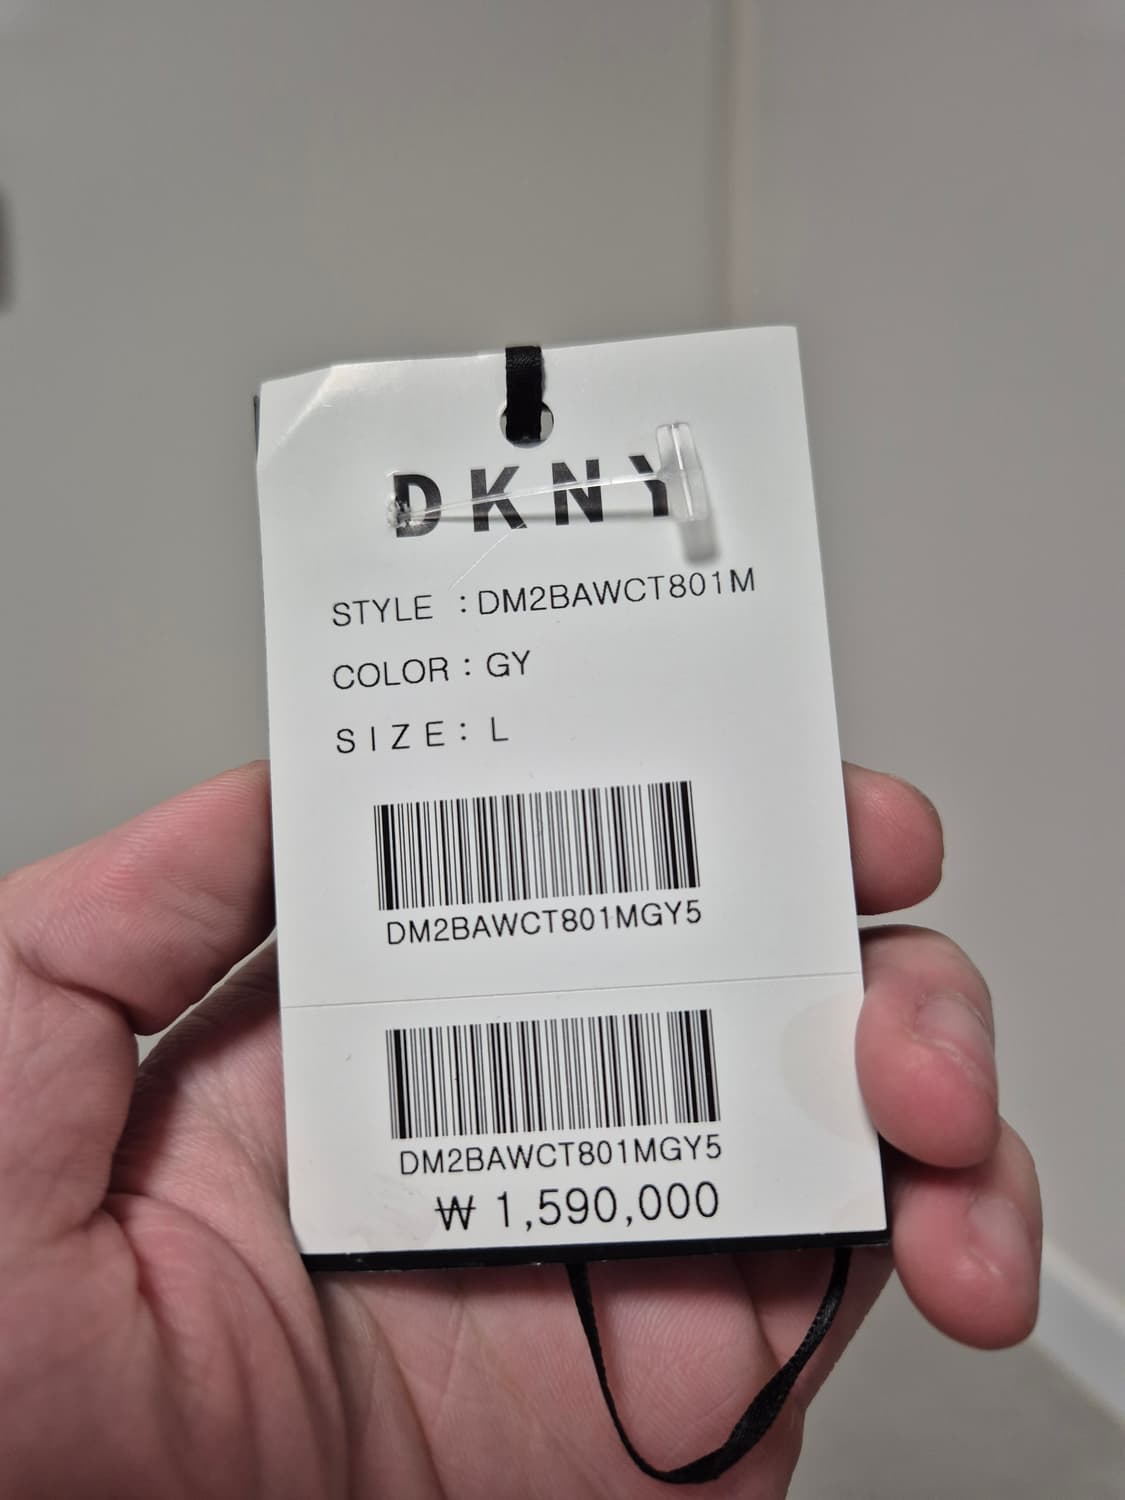 DKNY
STYLE : DM2BAWCT801M
COLOR : GY
SIZE : L
DM2BAWCT801MGY5
DM2BAWCT801MGY5
₩ 1,590,000